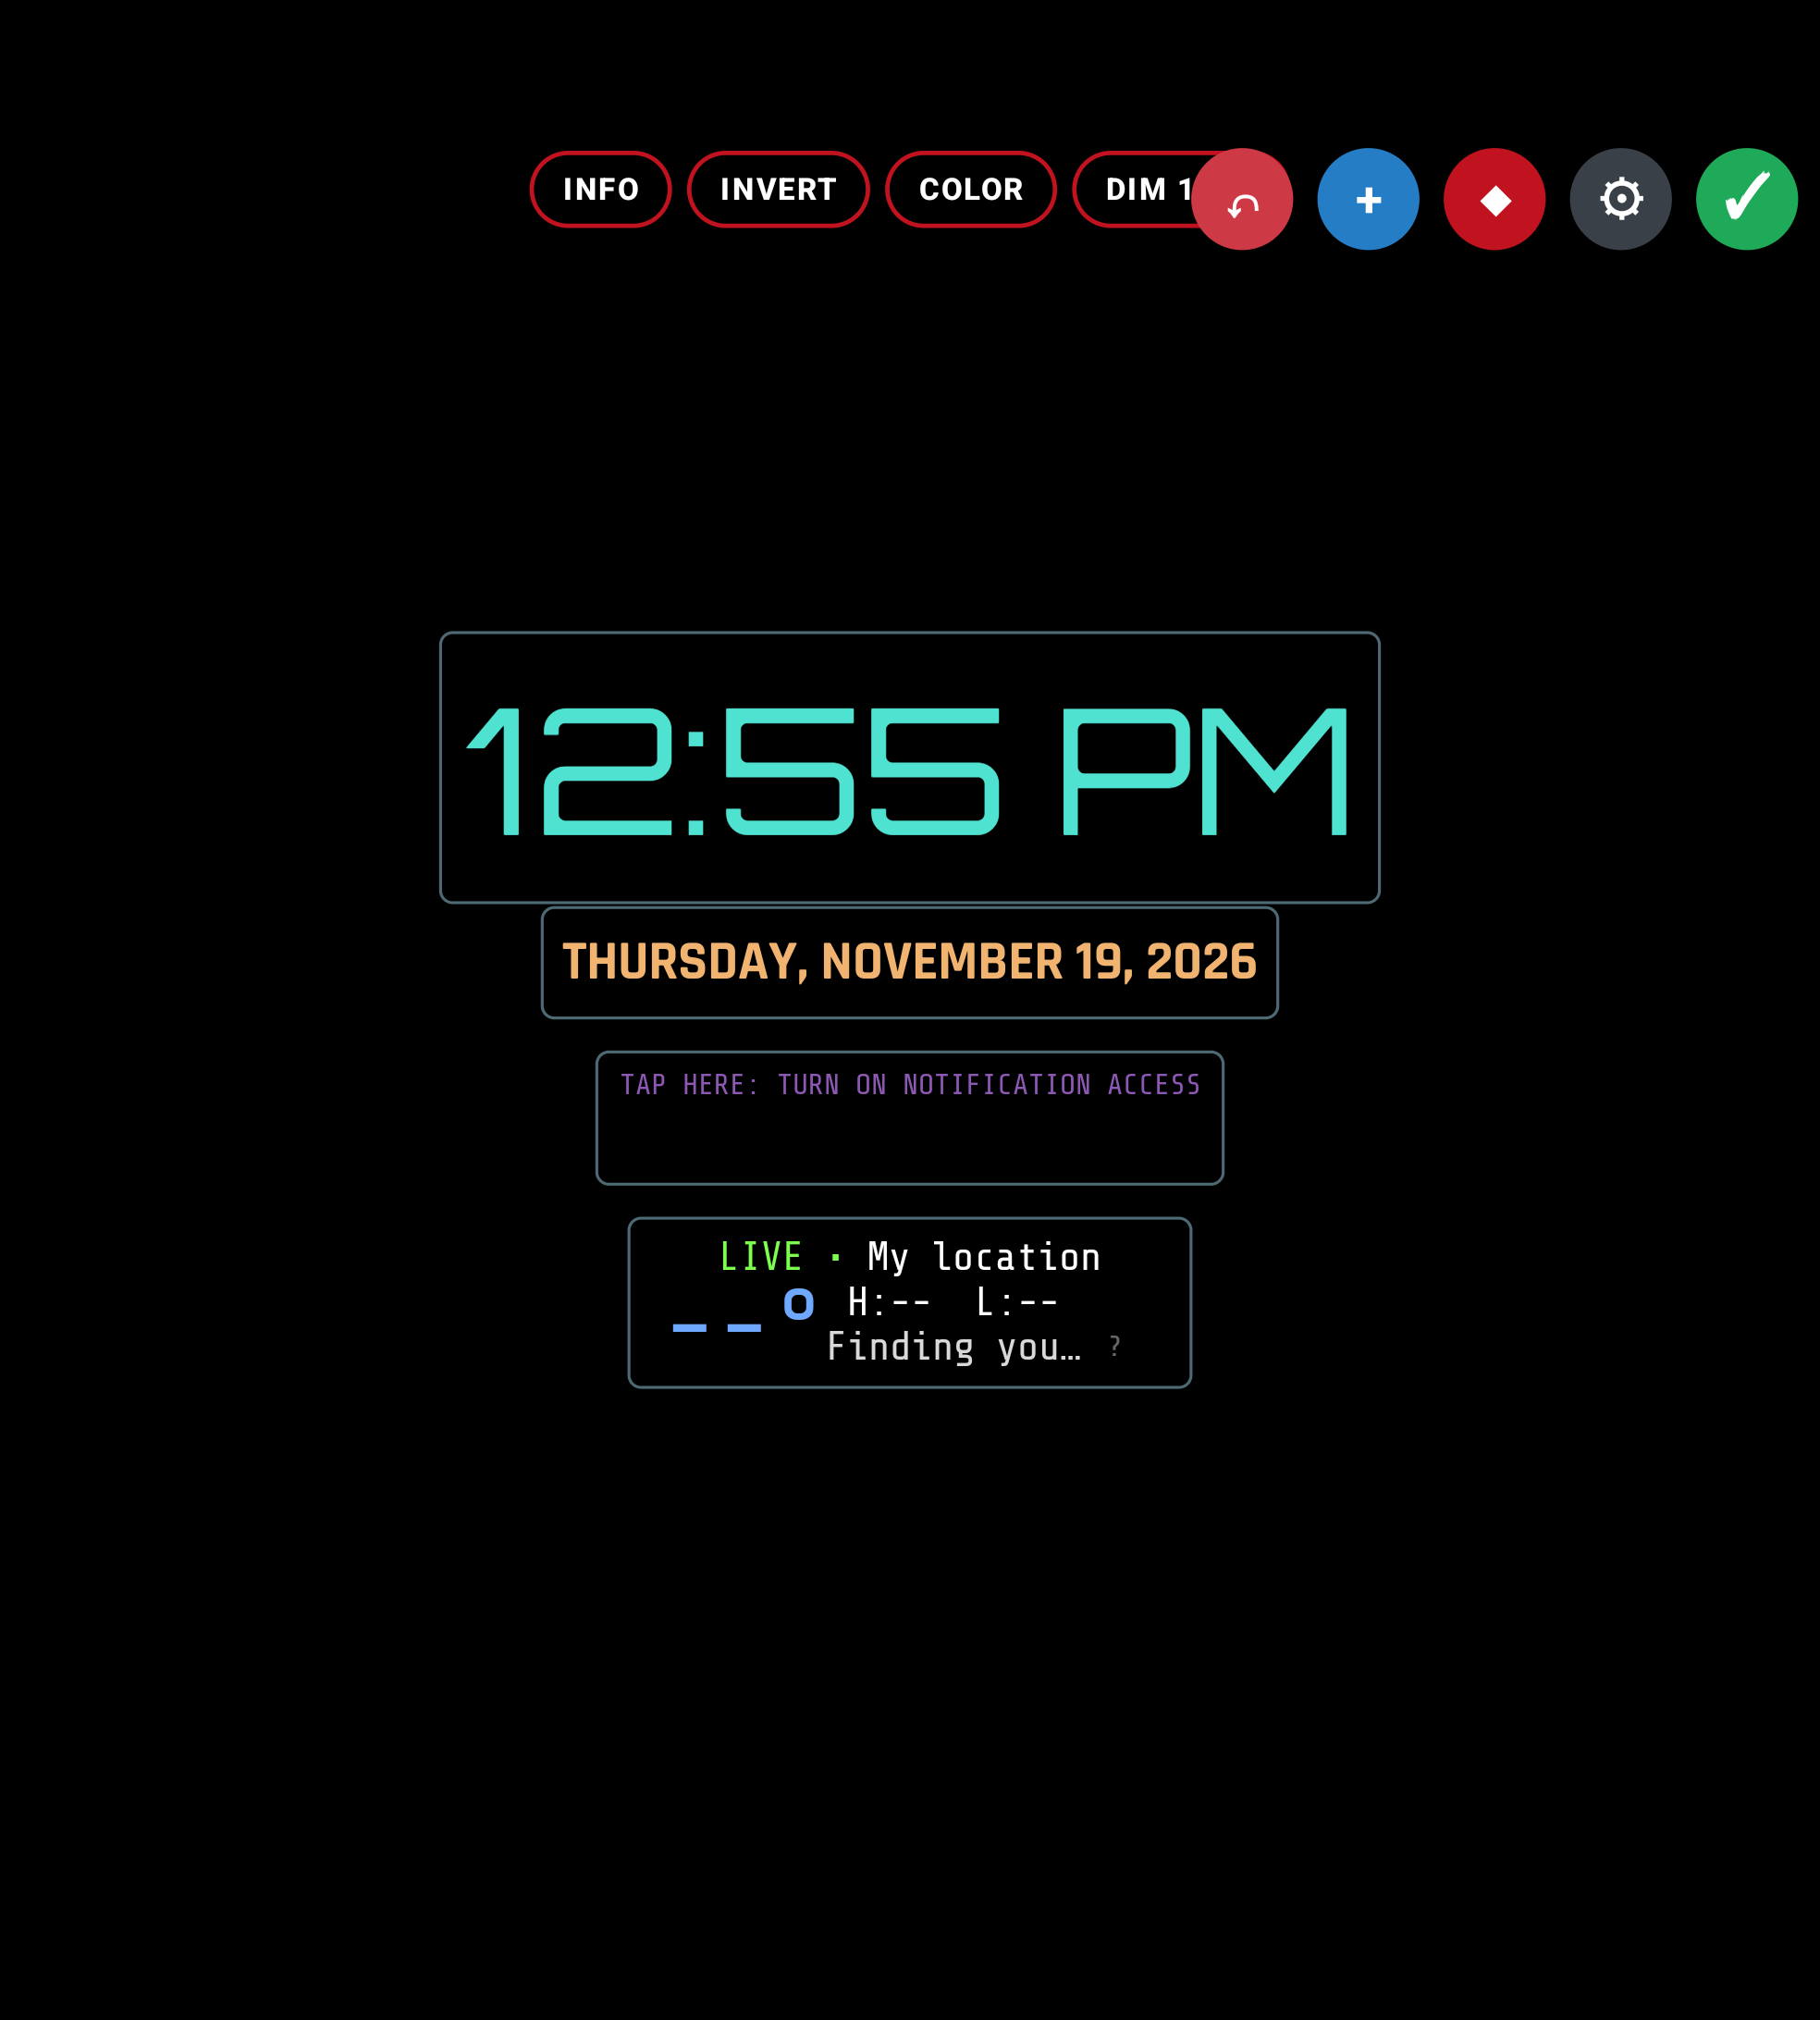 INFO INVERT COLOR DIM 1
12:55 PM
THURSDAY, NOVEMBER 19, 2026
TAP HERE: TURN ON NOTIFICATION ACCESS
LIVE · My location
__o H:-- L:--
Finding you… ?